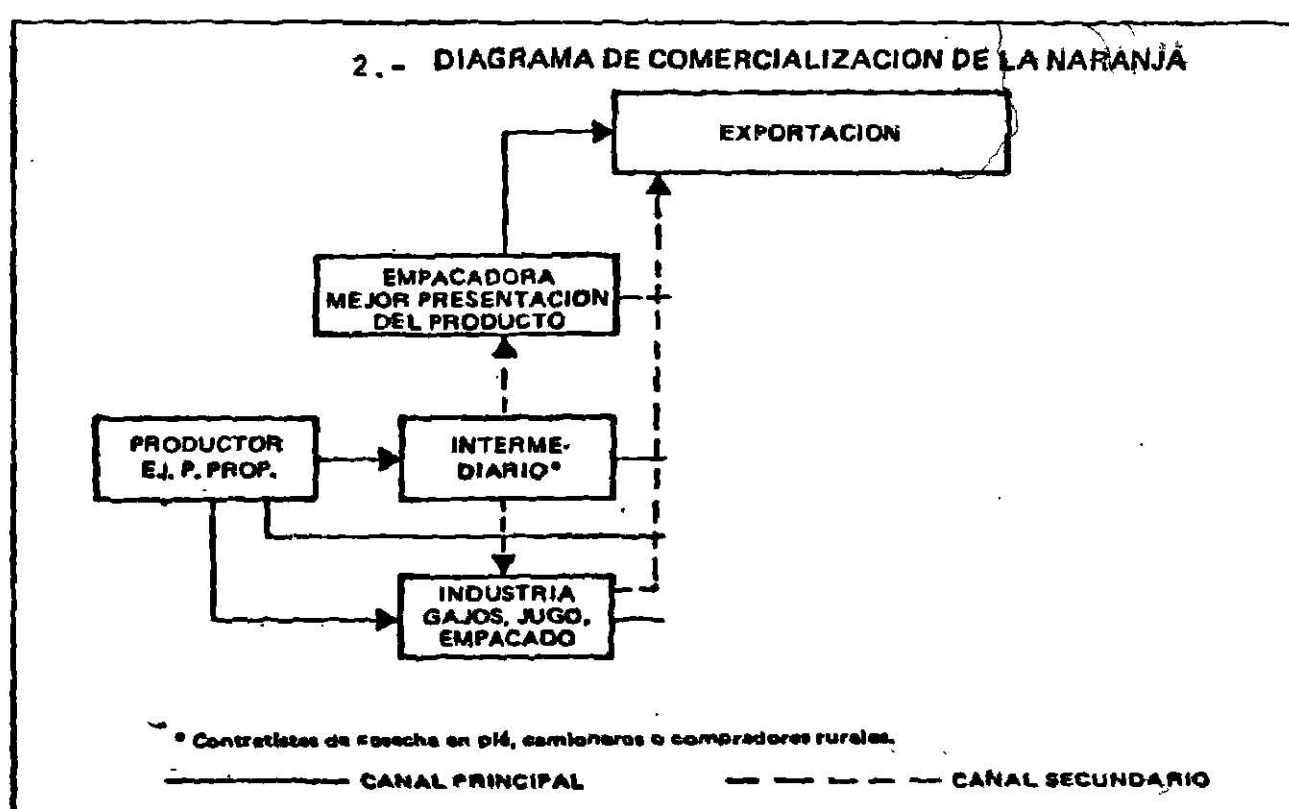 2.- DIAGRAMA DE COMERCIALIZACION DE LA NARANJA
EXPORTACION
EMPACADORA
MEJOR PRESENTACION
DEL PRODUCTO
PRODUCTOR
EJ. P. PROP.
INTERME-
DIARIO*
INDUSTRIA
GAJOS, JUGO,
EMPACADO
* Contratistas de cosecha en pié, camioneros o compradores rurales.
CANAL PRINCIPAL
CANAL SECUNDARIO